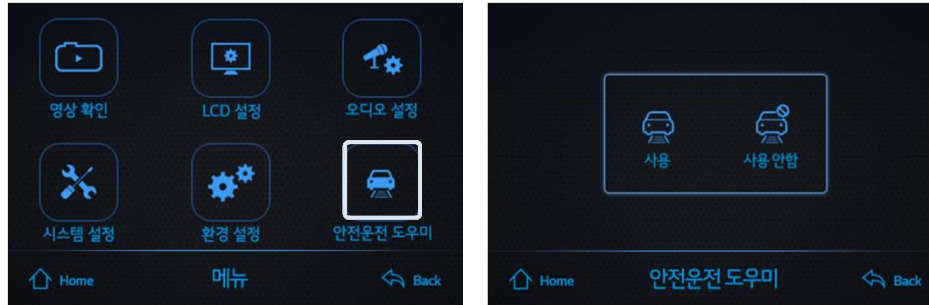 영상 확인
LCD 설정
오디오 설정
시스템 설정
환경 설정
안전운전 도우미
Home
메뉴
Back
사용
사용 안함
Home
안전운전 도우미
Back